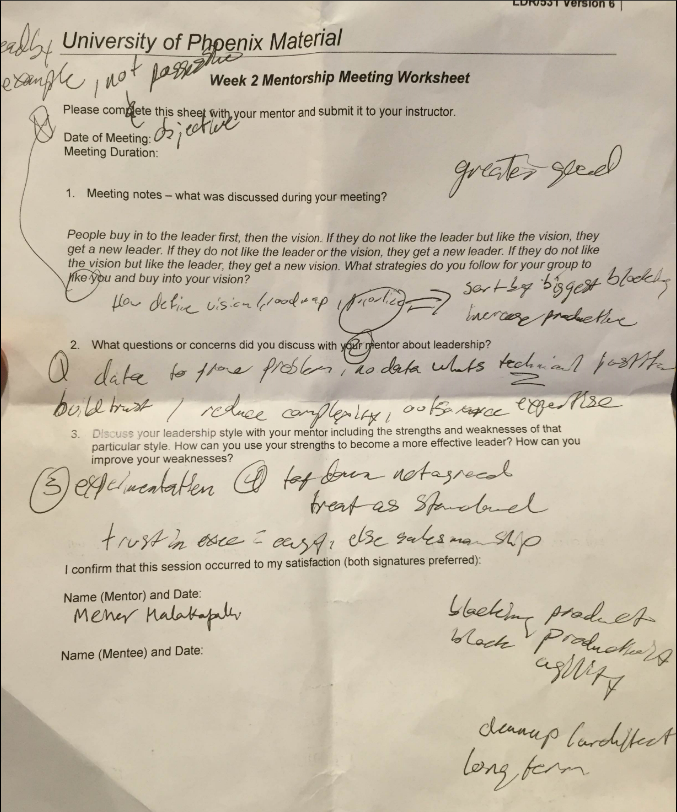 LDR/531 Version 6
University of Phoenix Material
example, not
Week 2 Mentorship Meeting Worksheet
Please complete this sheet with your mentor and submit it to your instructor.
Date of Meeting: objective
Meeting Duration:
greater good
1. Meeting notes – what was discussed during your meeting?
People buy in to the leader first, then the vision. If they do not like the leader but like the vision, they
get a new leader. If they do not like the leader or the vision, they get a new leader. If they do not like
the vision but like the leader, they get a new vision. What strategies do you follow for your group to
like you and buy into your vision?
How define vision / roadmap,
sort by biggest blocking
increase productive
2. What questions or concerns did you discuss with your mentor about leadership?
① data to prove problem, no data whats technical
build trust / reduce complexity, outsource expertise
3. Discuss your leadership style with your mentor including the strengths and weaknesses of that
particular style. How can you use your strengths to become a more effective leader? How can you
improve your weaknesses?
③ experimentation ④ top down not agreed
treat as standard
trust in = easy, else salesmanship
I confirm that this session occurred to my satisfaction (both signatures preferred):
Name (Mentor) and Date:
Meher
blocking product
block productivity
agility
Name (Mentee) and Date:
cleanup
long term